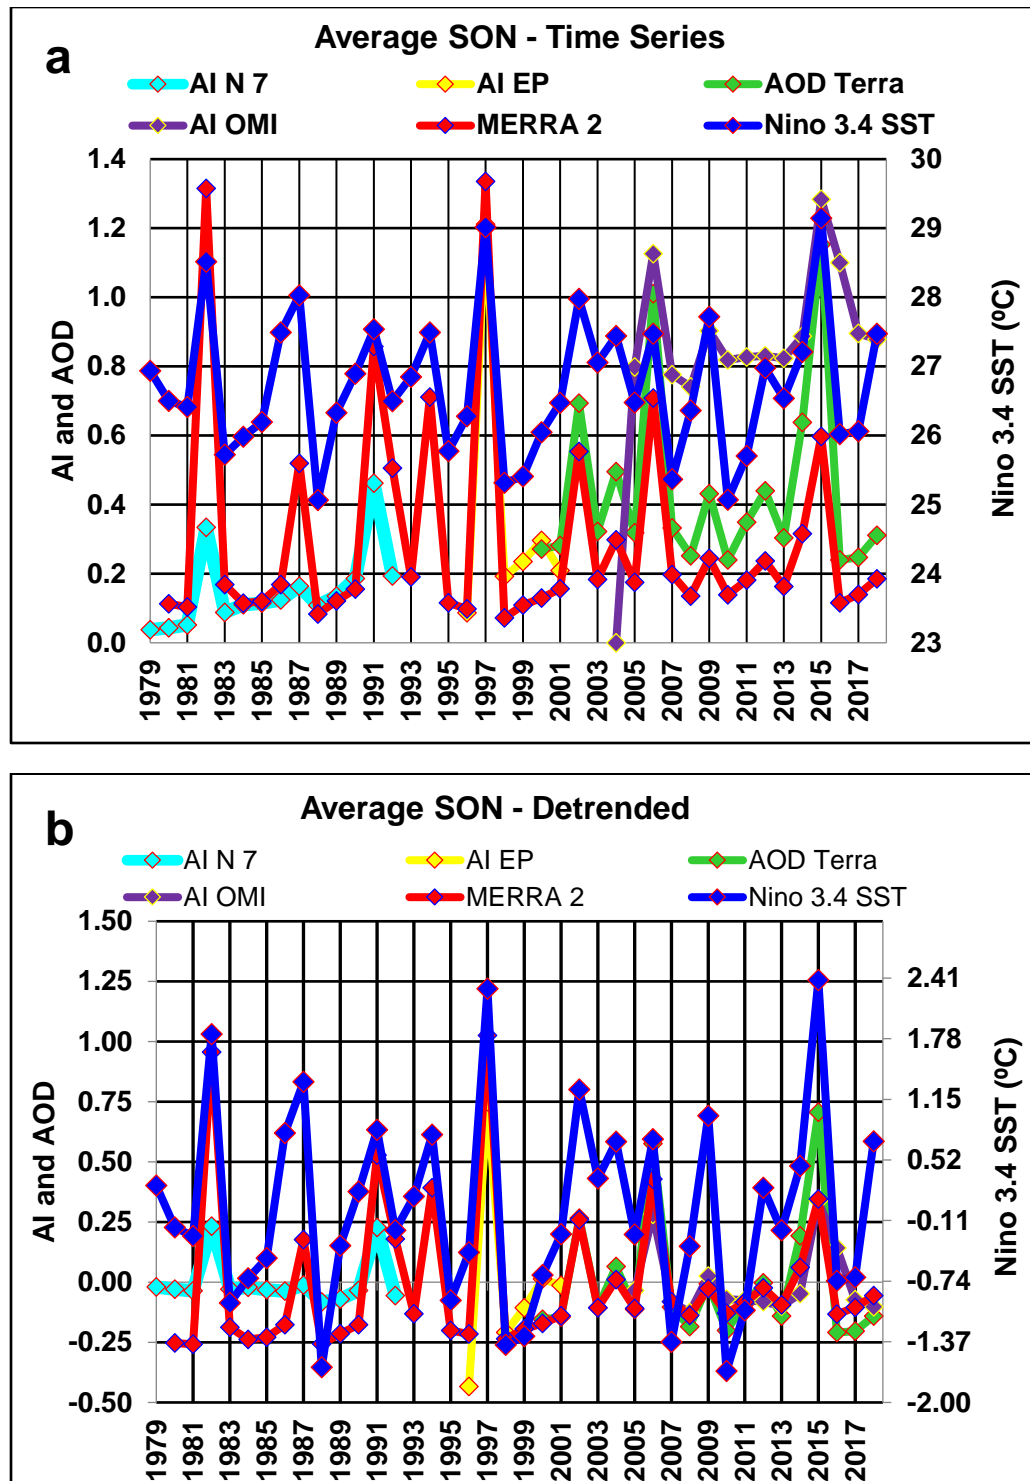 a
Average SON - Time Series
AI N 7 AI EP AOD Terra
AI OMI MERRA 2 Nino 3.4 SST
1.4 30
1.2 29
1.0 28
0.8 27
0.6 26
0.4 25
0.2 24
0.0 23
AI and AOD
Nino 3.4 SST (ºC)
1979 1981 1983 1985 1987 1989 1991 1993 1995 1997 1999 2001 2003 2005 2007 2009 2011 2013 2015 2017
b
Average SON - Detrended
AI N 7 AI EP AOD Terra
AI OMI MERRA 2 Nino 3.4 SST
1.50
1.25 2.41
1.00 1.78
0.75 1.15
0.50 0.52
0.25 -0.11
0.00 -0.74
-0.25 -1.37
-0.50 -2.00
AI and AOD
Nino 3.4 SST (ºC)
1979 1981 1983 1985 1987 1989 1991 1993 1995 1997 1999 2001 2003 2005 2007 2009 2011 2013 2015 2017